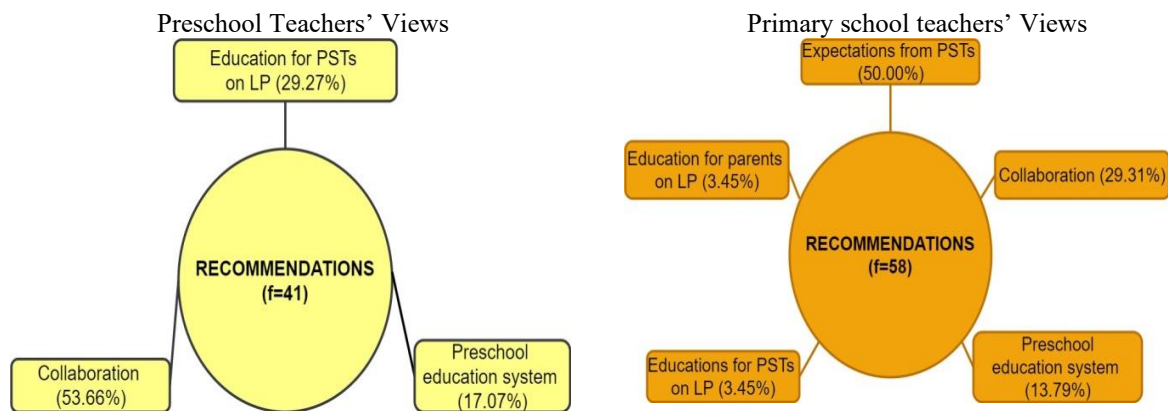 Preschool Teachers' Views
Education for PSTs
on LP (29.27%)
RECOMMENDATIONS
(f=41)
Collaboration
(53.66%)
Preschool
education system
(17.07%)
Primary school teachers' Views
Expectations from PSTs
(50.00%)
Education for parents
on LP (3.45%)
Collaboration (29.31%)
RECOMMENDATIONS
(f=58)
Educations for PSTs
on LP (3.45%)
Preschool
education system
(13.79%)